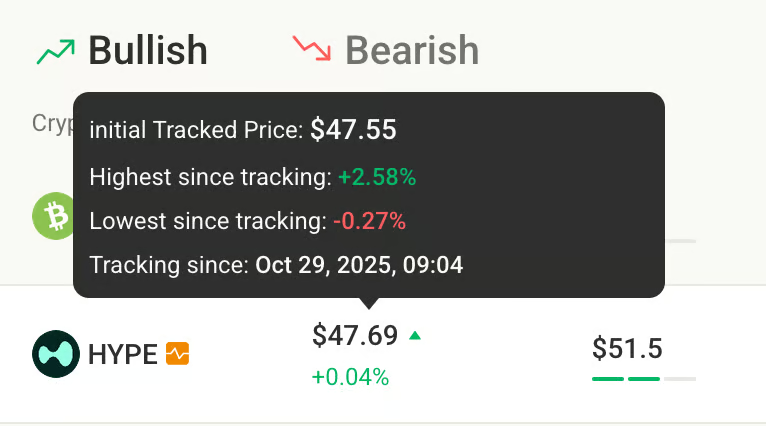 Bullish
Bearish
Cryp
initial Tracked Price: $47.55
Highest since tracking: +2.58%
Lowest since tracking: -0.27%
Tracking since: Oct 29, 2025, 09:04
HYPE
$47.69
+0.04%
$51.5